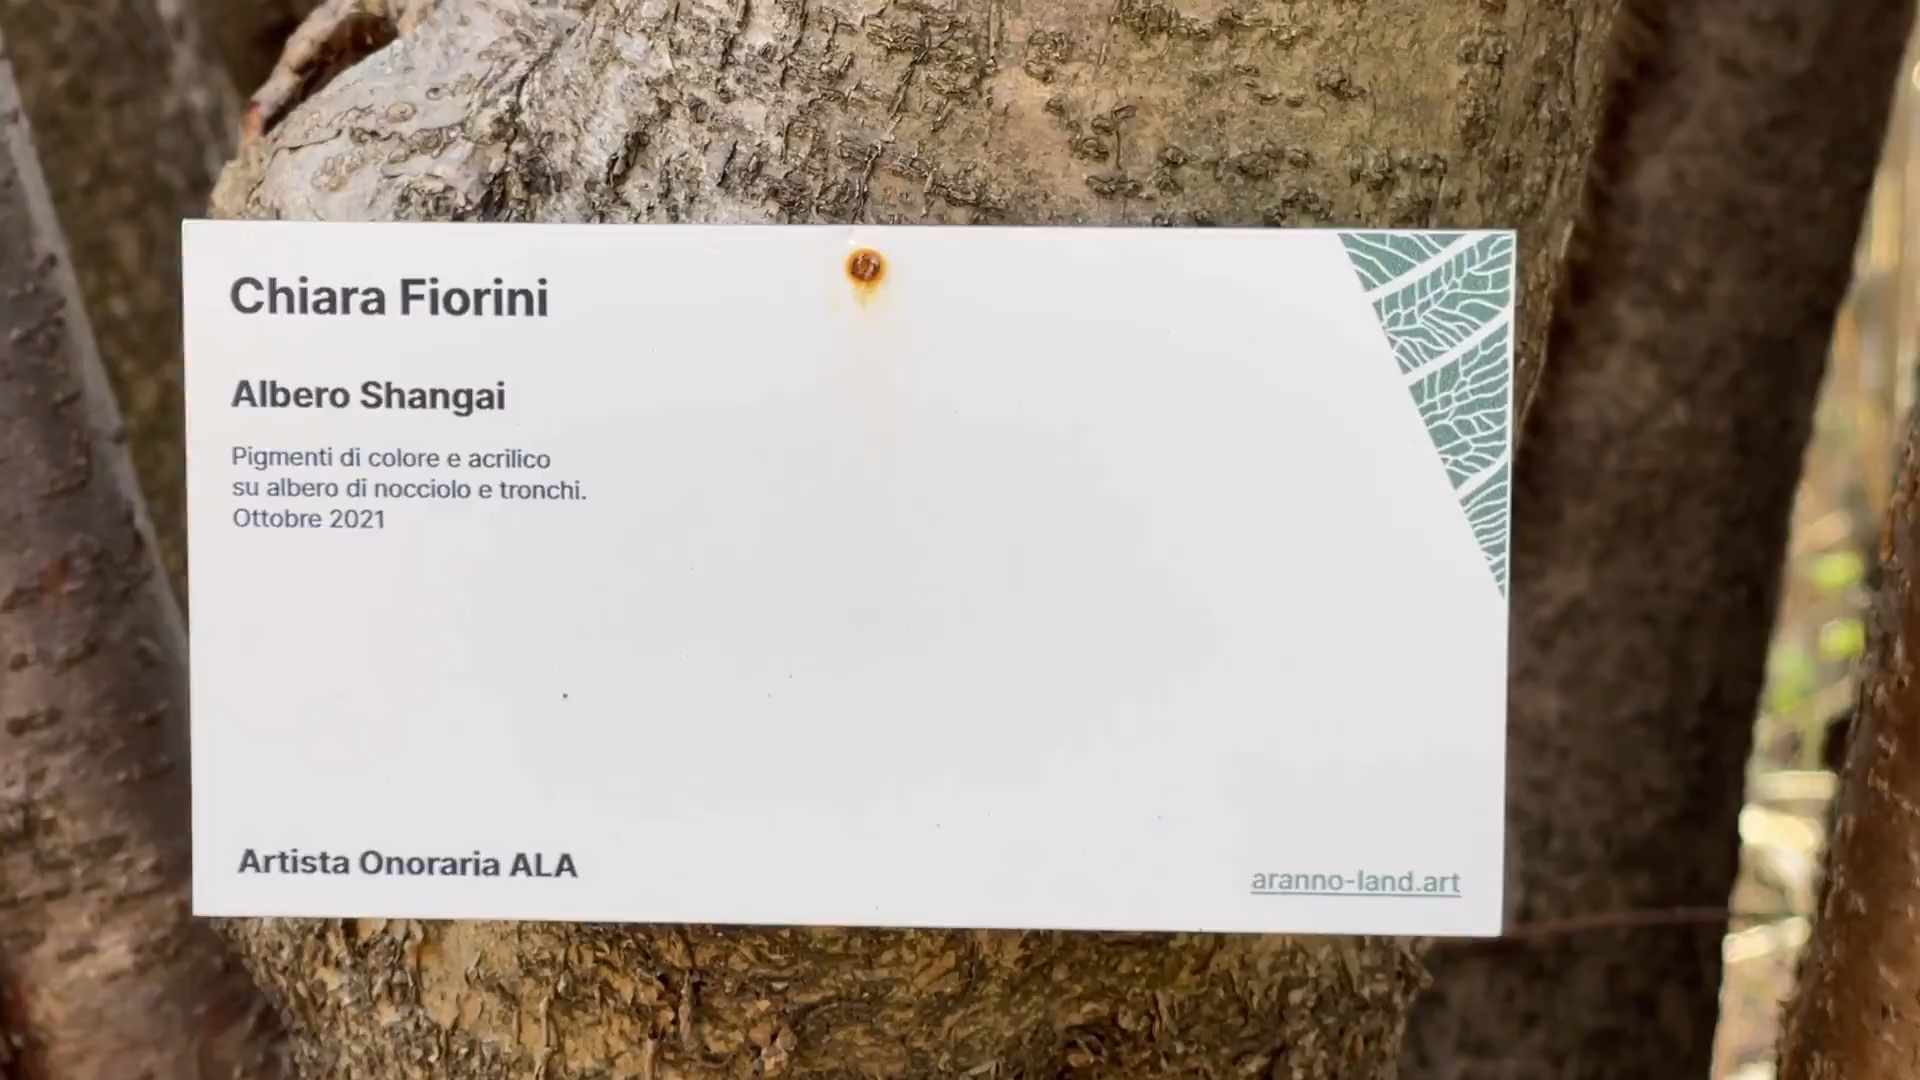 Chiara Fiorini
Albero Shangai
Pigmenti di colore e acrilico
su albero di nocciolo e tronchi.
Ottobre 2021
Artista Onoraria ALA
aranno-land.art